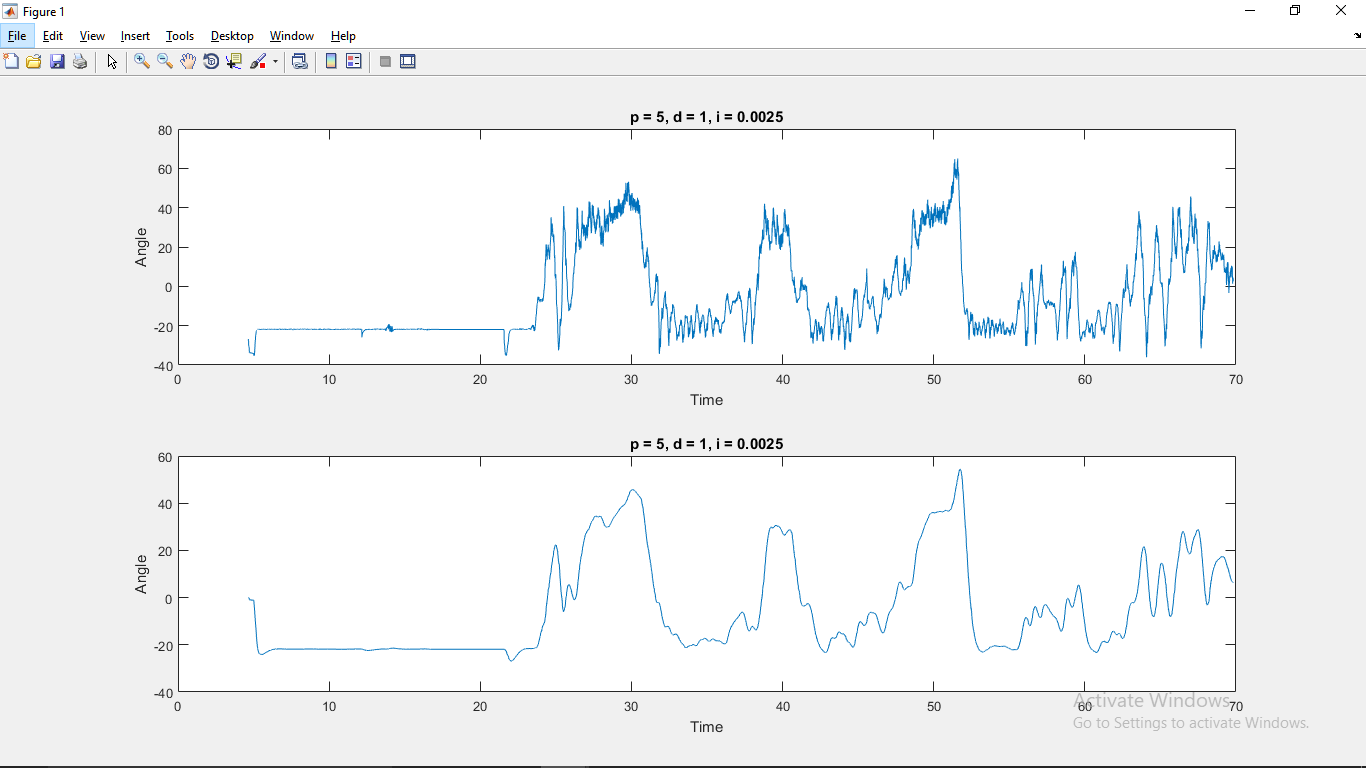 Figure 1
File Edit View Insert Tools Desktop Window Help
p = 5, d = 1, i = 0.0025
80
60
40
20
0
-20
-40
Angle
0 10 20 30 40 50 60 70
Time
p = 5, d = 1, i = 0.0025
60
40
20
0
-20
-40
Angle
0 10 20 30 40 50 60 70
Time
Activate Windows
Go to Settings to activate Windows.